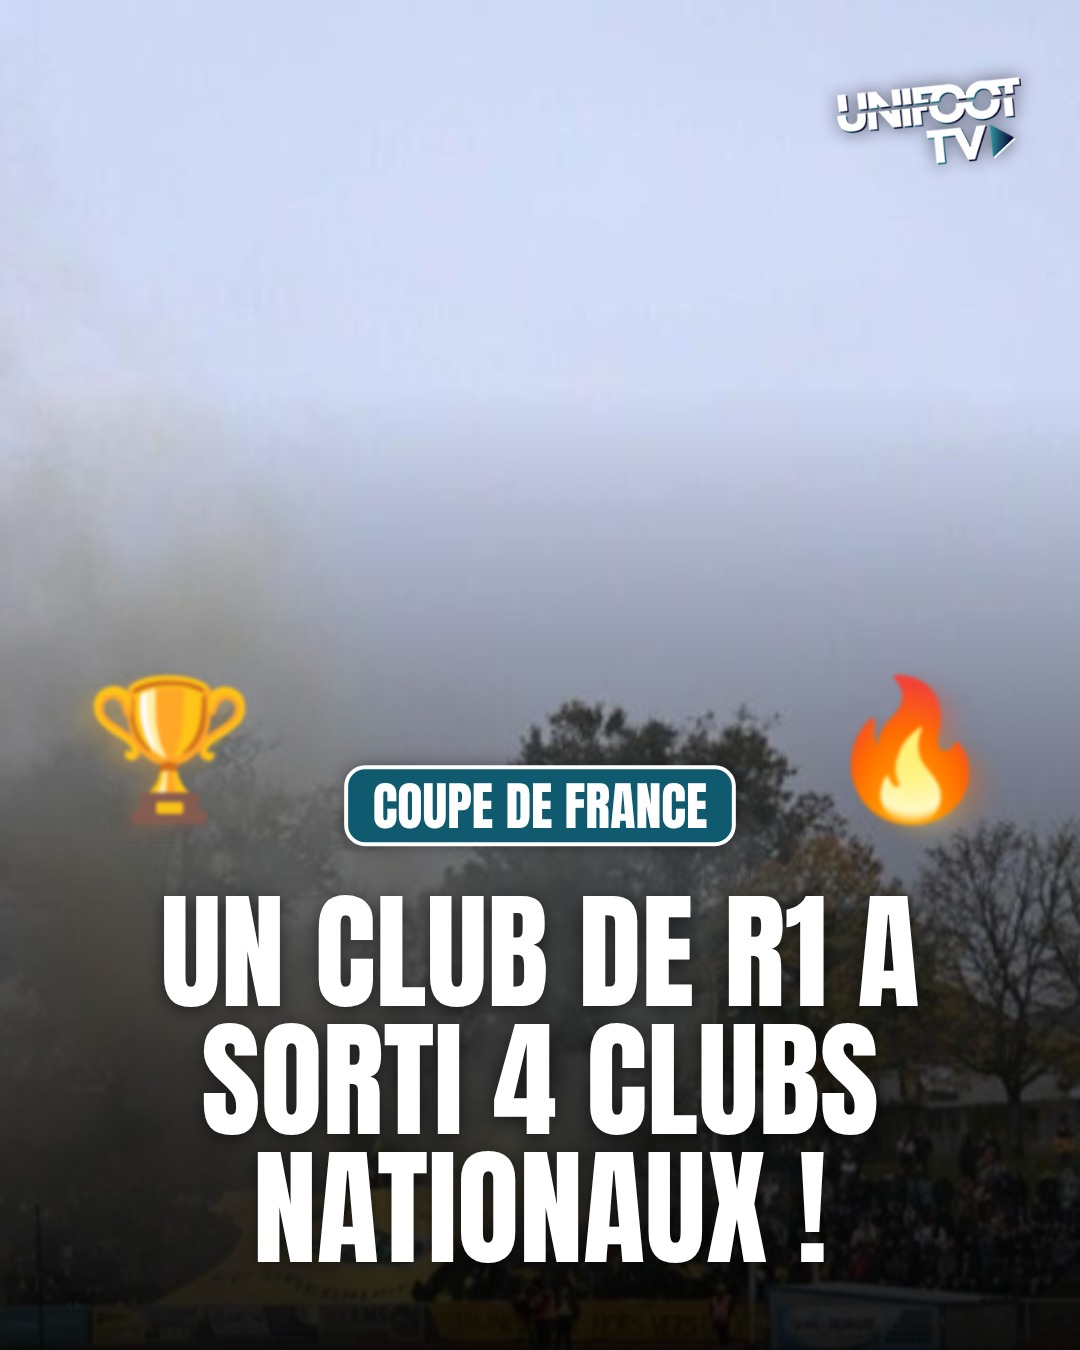 UNIFOOT
TV
COUPE DE FRANCE
UN CLUB DE R1 A
SORTI 4 CLUBS
NATIONAUX !